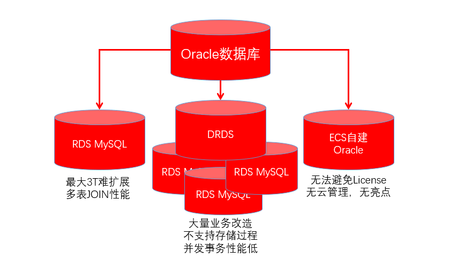 Oracle数据库
RDS MySQL
DRDS
ECS自建
Oracle
RDS M
MySQL
RDS MySQL
最大3T难扩展
多表JOIN性能
大量业务改造
不支持存储过程
并发事务性能低
无法避免License
无云管理，无亮点